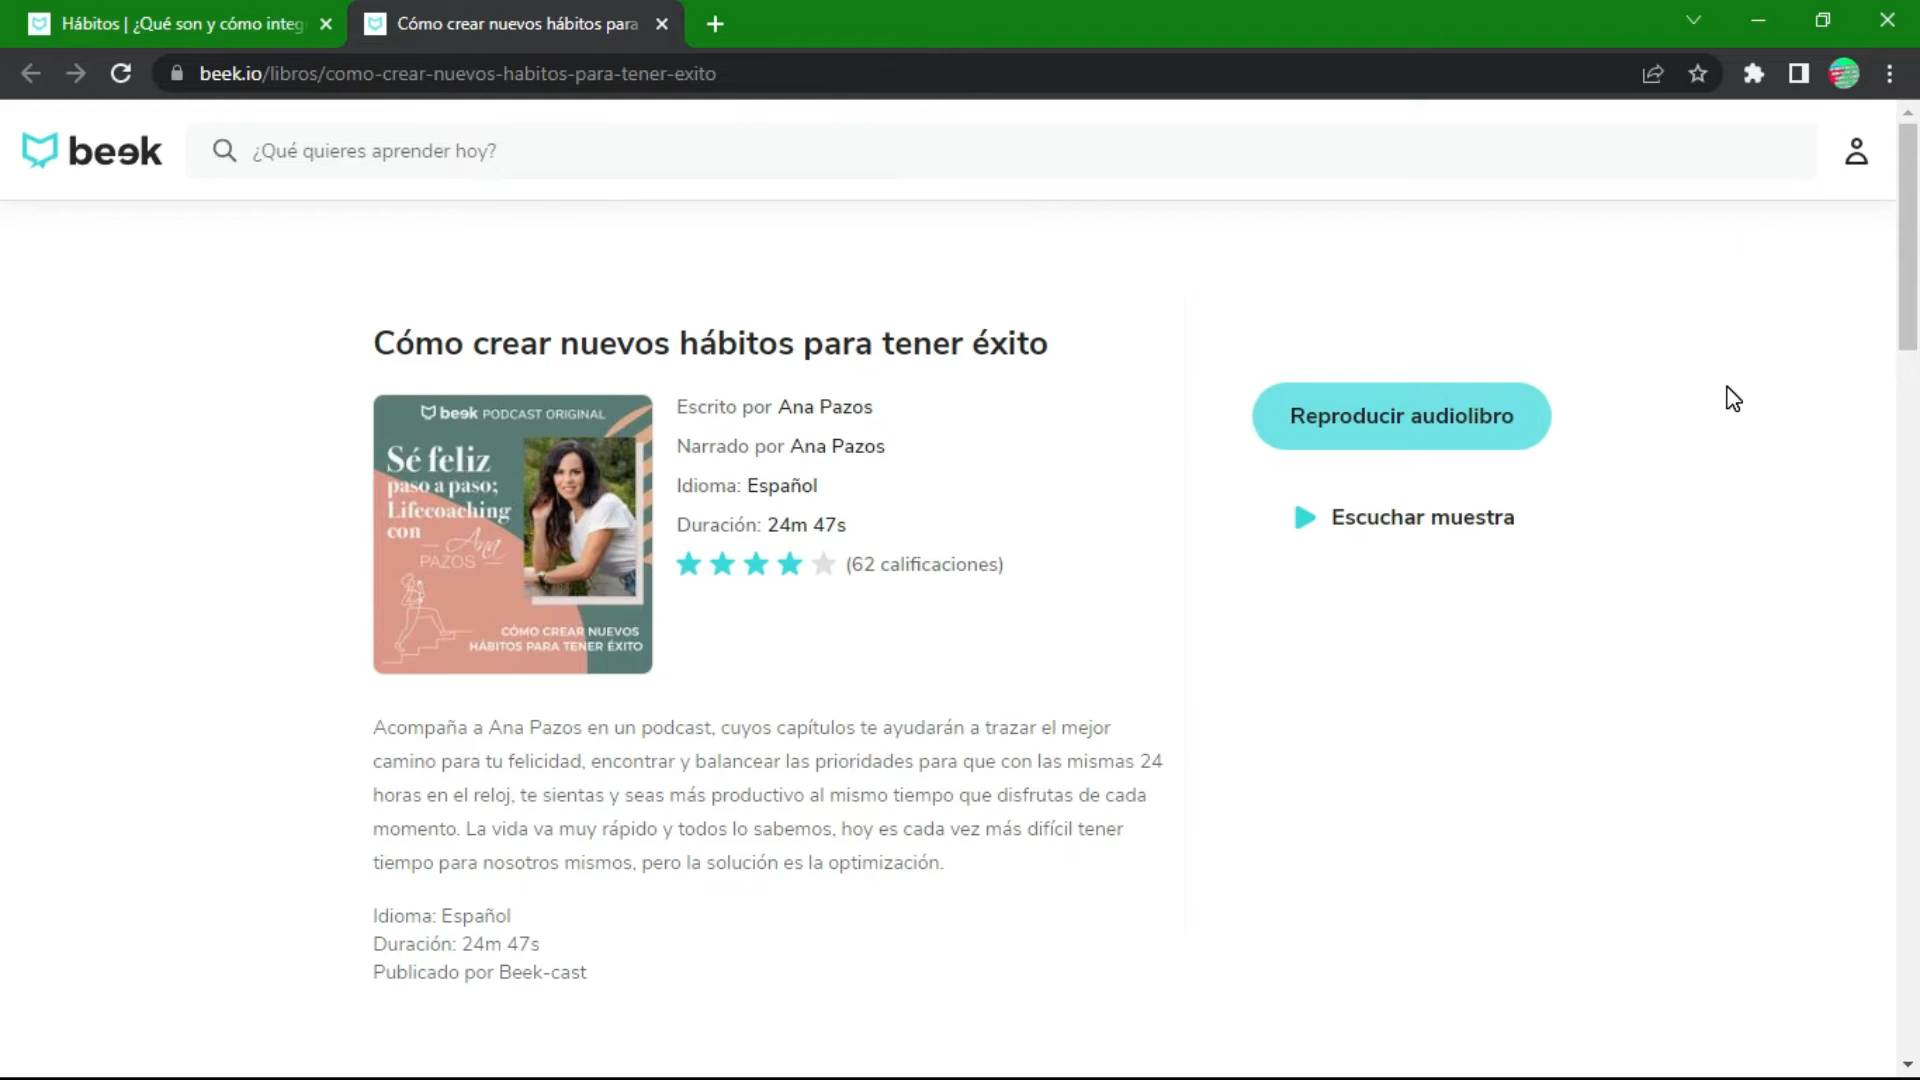 Hábitos | ¿Qué son y cómo integ
Cómo crear nuevos hábitos para
beek.io/libros/como-crear-nuevos-habitos-para-tener-exito
beek
¿Qué quieres aprender hoy?
Cómo crear nuevos hábitos para tener éxito
beek PODCAST ORIGINAL
Sé feliz
paso a paso;
Lifecoaching
con
Ana
PAZOS
CÓMO CREAR NUEVOS
HÁBITOS PARA TENER ÉXITO
Escrito por Ana Pazos
Narrado por Ana Pazos
Idioma: Español
Duración: 24m 47s
(62 calificaciones)
Reproducir audiolibro
Escuchar muestra
Acompaña a Ana Pazos en un podcast, cuyos capítulos te ayudarán a trazar el mejor
camino para tu felicidad, encontrar y balancear las prioridades para que con las mismas 24
horas en el reloj, te sientas y seas más productivo al mismo tiempo que disfrutas de cada
momento. La vida va muy rápido y todos lo sabemos, hoy es cada vez más difícil tener
tiempo para nosotros mismos, pero la solución es la optimización.
Idioma: Español
Duración: 24m 47s
Publicado por Beek-cast